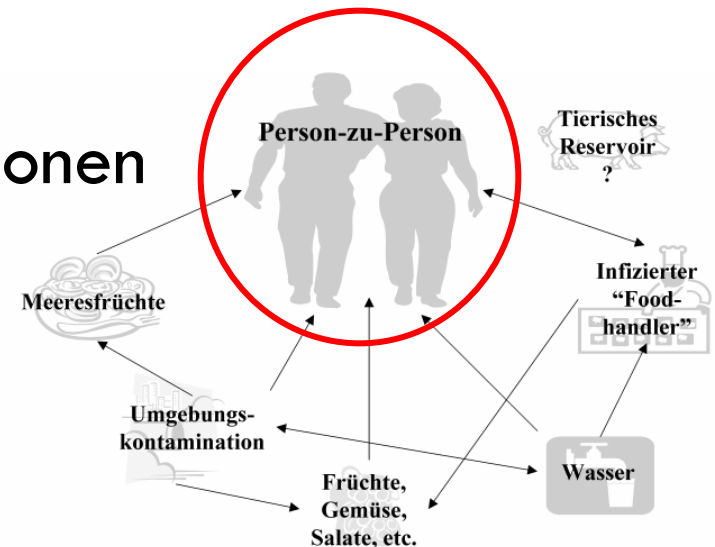 onen
Person-zu-Person
Tierisches
Reservoir
?
Meeresfrüchte
Infizierter
“Food-
handler”
Umgebungs-
kontamination
Wasser
Früchte,
Gemüse,
Salate, etc.